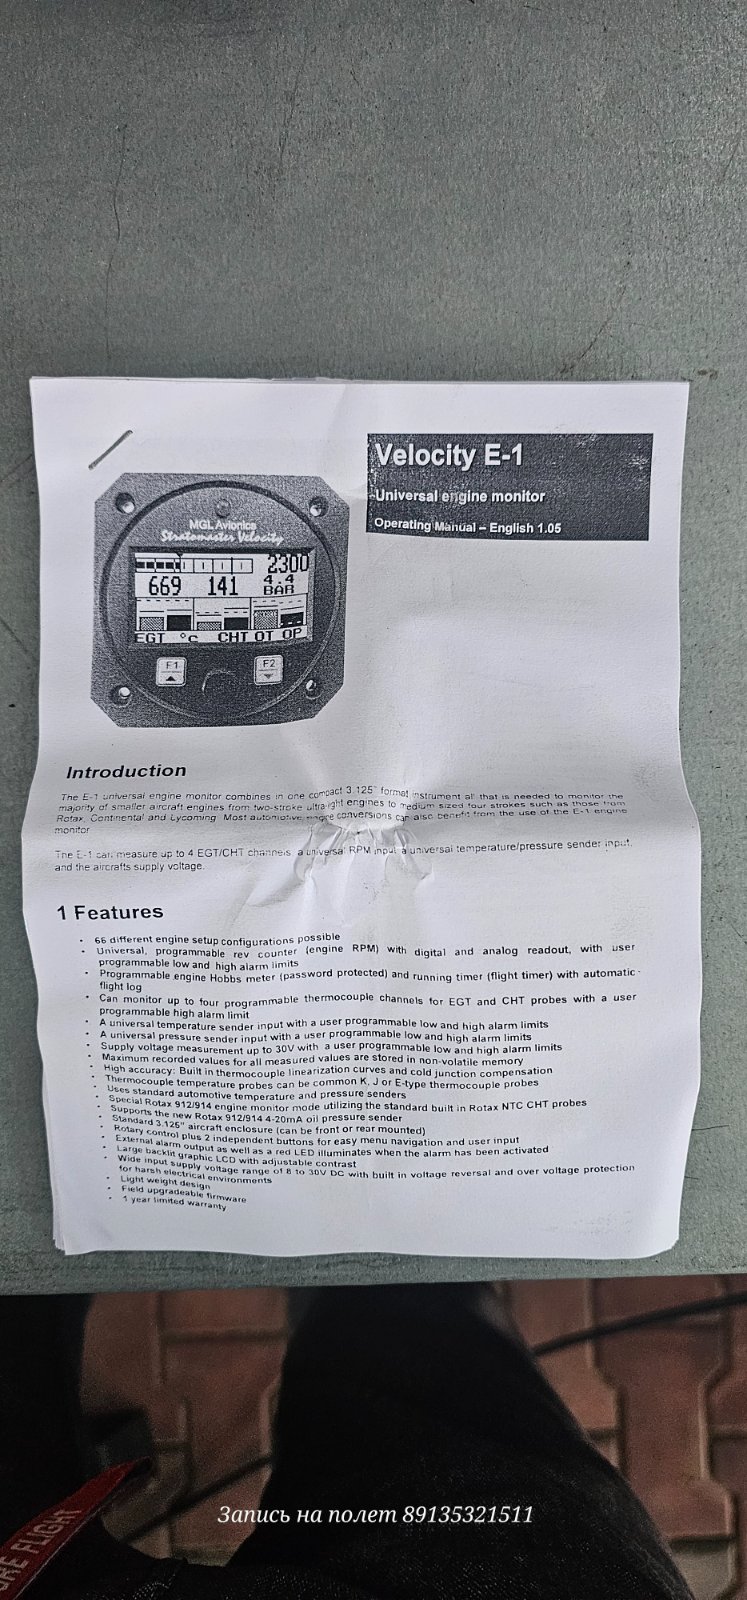 Velocity E-1
Universal engine monitor
Operating Manual – English 1.05
MGL Avionics
Stratomaster Velocity
2300
669 141 4.4
BAR
EGT °C CHT OT OP
F1 F2
Introduction
The E-1 universal engine monitor combines in one compact 3.125" format instrument all that is needed to monitor the
majority of smaller aircraft engines from two-stroke ultralight engines to medium sized four strokes such as those from
Rotax, Continental and Lycoming. Most automotive engine conversions can also benefit from the use of the E-1 engine
monitor
The E-1 can measure up to 4 EGT/CHT channels, a universal RPM input, a universal temperature/pressure sender input,
and the aircrafts supply voltage.
1 Features
• 66 different engine setup configurations possible
• Universal, programmable rev counter (engine RPM) with digital and analog readout, with user
programmable low and high alarm limits
• Programmable engine Hobbs meter (password protected) and running timer (flight timer) with automatic
flight log
• Can monitor up to four programmable thermocouple channels for EGT and CHT probes with a user
programmable high alarm limit
• A universal temperature sender input with a user programmable low and high alarm limits
• A universal pressure sender input with a user programmable low and high alarm limits
• Supply voltage measurement up to 30V with a user programmable low and high alarm limits
• Maximum recorded values for all measured values are stored in non-volatile memory
• High accuracy: Built in thermocouple linearization curves and cold junction compensation
• Thermocouple temperature probes can be common K, J or E-type thermocouple probes
• Uses standard automotive temperature and pressure senders
• Special Rotax 912/914 engine monitor mode utilizing the standard built in Rotax NTC CHT probes
• Supports the new Rotax 912/914 4-20mA oil pressure sender
• Standard 3.125" aircraft enclosure (can be front or rear mounted)
• Rotary control plus 2 independent buttons for easy menu navigation and user input
• External alarm output as well as a red LED illuminates when the alarm has been activated
• Large backlit graphic LCD with adjustable contrast
• Wide input supply voltage range of 8 to 30V DC with built in voltage reversal and over voltage protection
for harsh electrical environments
• Light weight design
• Field upgradeable firmware
• 1 year limited warranty
FLIGHT
Запись на полет 89135321511